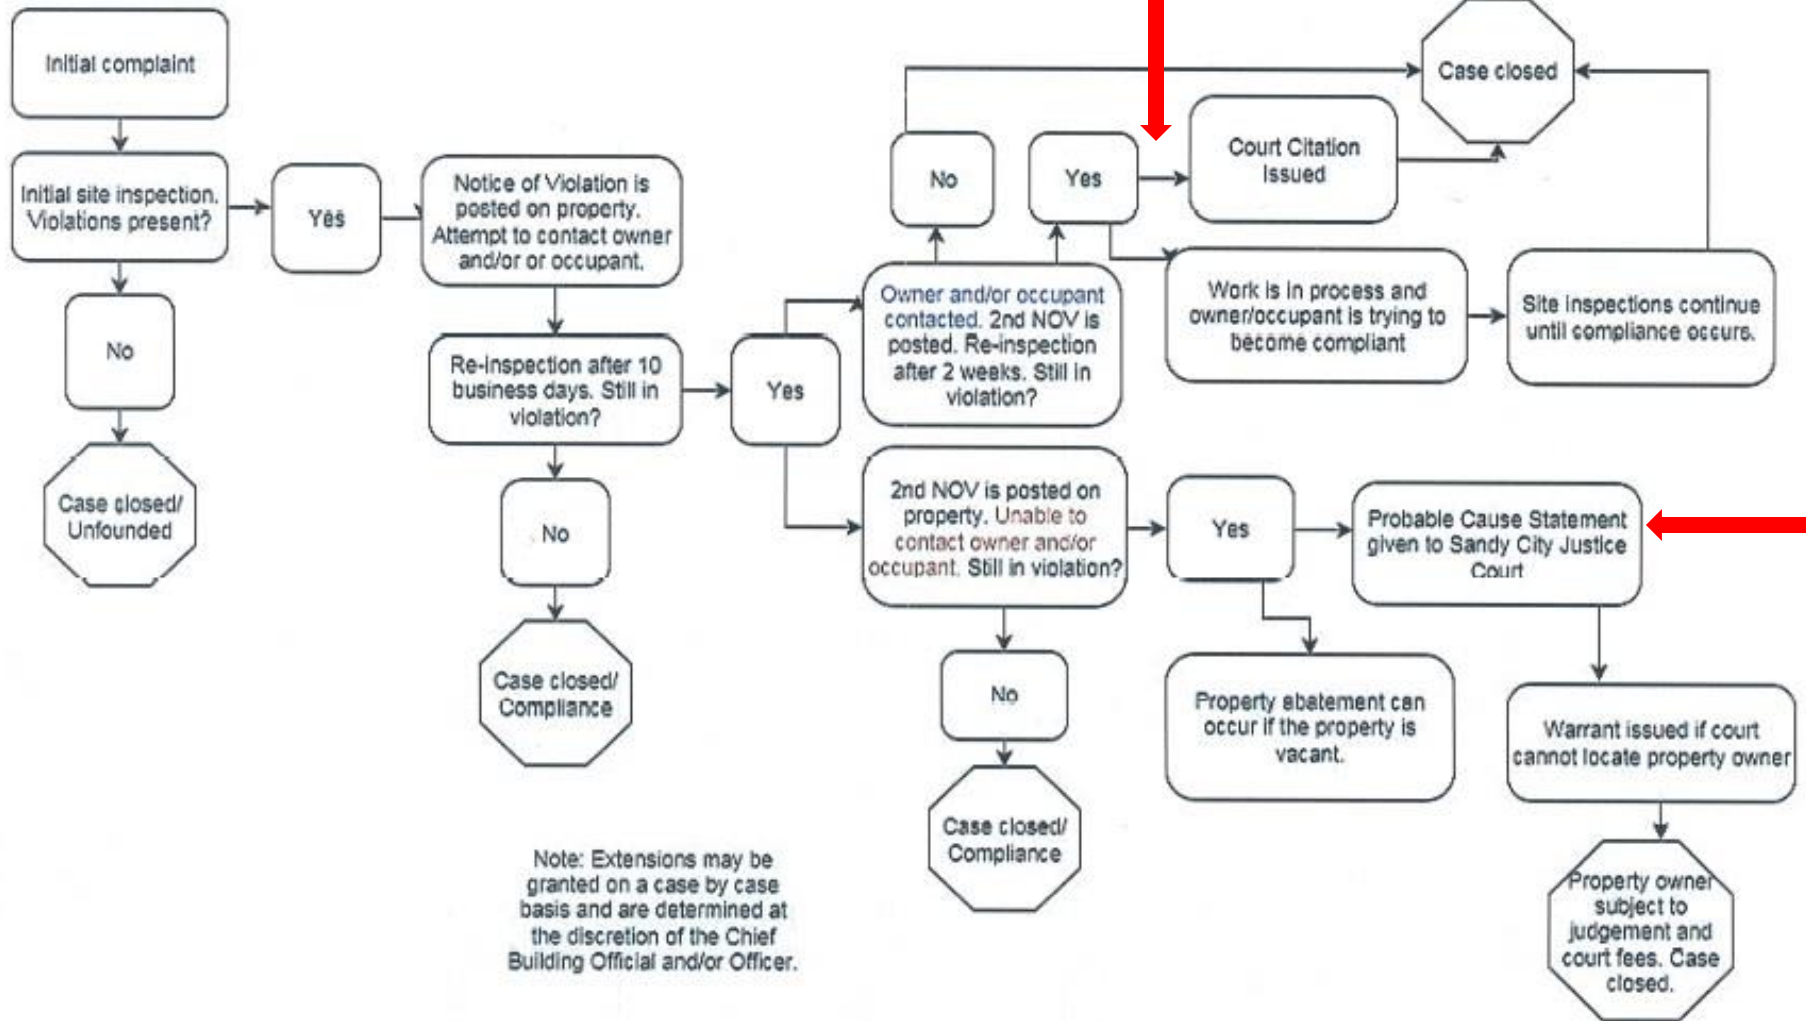 Initial complaint
Initial site inspection.
Violations present?
Yes
No
Case closed/
Unfounded
Notice of Violation is
posted on property.
Attempt to contact owner
and/or or occupant.
Re-inspection after 10
business days. Still in
violation?
Yes
No
Case closed/
Compliance
Owner and/or occupant
contacted. 2nd NOV is
posted. Re-inspection
after 2 weeks. Still in
violation?
No
Yes
Court Citation
Issued
Case closed
Work is in process and
owner/occupant is trying to
become compliant
Site inspections continue
until compliance occurs.
2nd NOV is posted on
property. Unable to
contact owner and/or
occupant. Still in violation?
Yes
Probable Cause Statement
given to Sandy City Justice
Court
No
Case closed/
Compliance
Property abatement can
occur if the property is
vacant.
Warrant issued if court
cannot locate property owner
Property owner
subject to
judgement and
court fees. Case
closed.
Note: Extensions may be
granted on a case by case
basis and are determined at
the discretion of the Chief
Building Official and/or Officer.